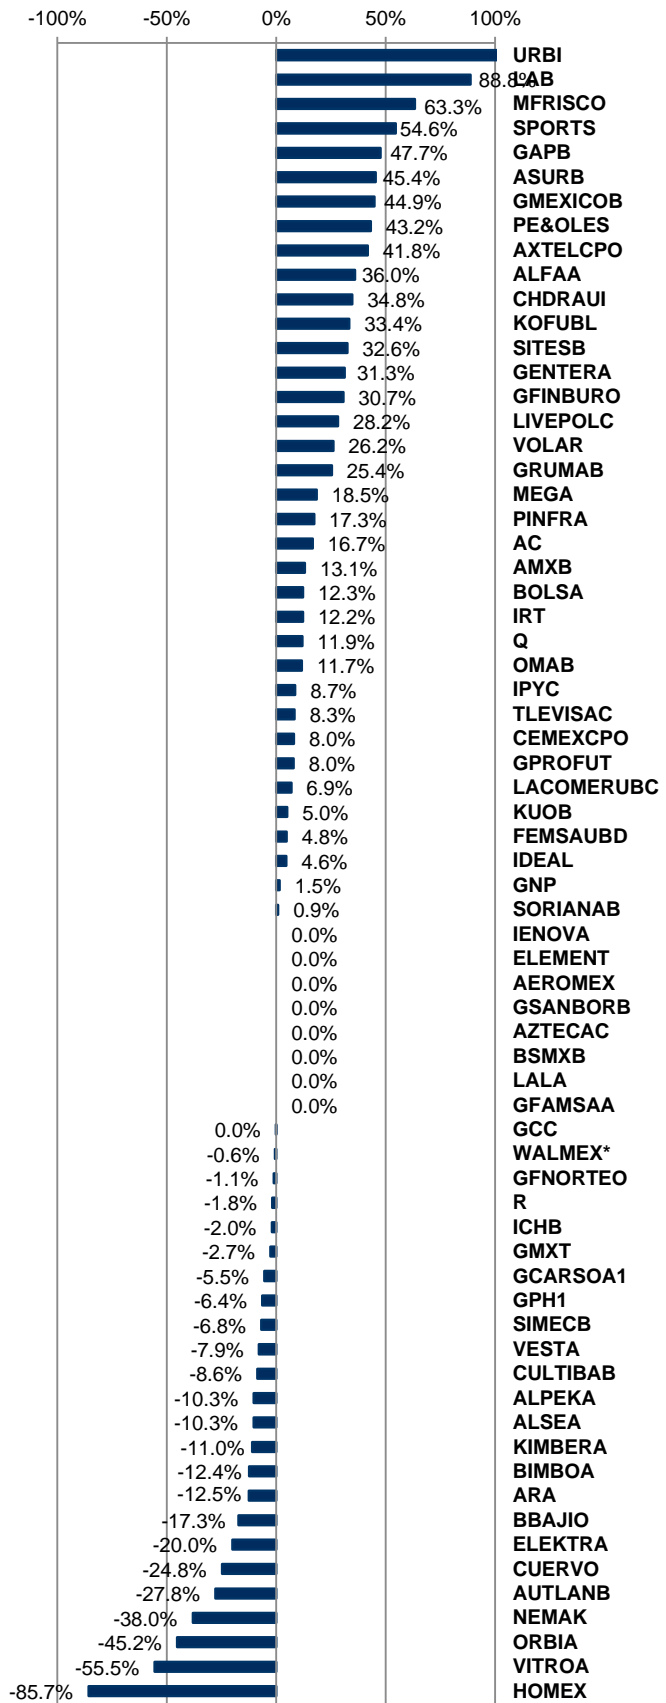 -100% -50% 0% 50% 100%
URBI
88.8% LAB
63.3% MFRISCO
54.6% SPORTS
47.7% GAPB
45.4% ASURB
44.9% GMEXICOB
43.2% PE&OLES
41.8% AXTELCPO
36.0% ALFAA
34.8% CHDRAUI
33.4% KOFUBL
32.6% SITESB
31.3% GENTERA
30.7% GFINBURO
28.2% LIVEPOLC
26.2% VOLAR
25.4% GRUMAB
18.5% MEGA
17.3% PINFRA
16.7% AC
13.1% AMXB
12.3% BOLSA
12.2% IRT
11.9% Q
11.7% OMAB
8.7% IPYC
8.3% TLEVISAC
8.0% CEMEXCPO
8.0% GPROFUT
6.9% LACOMERUBC
5.0% KUOB
4.8% FEMSAUBD
4.6% IDEAL
1.5% GNP
0.9% SORIANAB
0.0% IENOVA
0.0% ELEMENT
0.0% AEROMEX
0.0% GSANBORB
0.0% AZTECAC
0.0% BSMXB
0.0% LALA
0.0% GFAMSAA
0.0% GCC
-0.6% WALMEX*
-1.1% GFNORTEO
-1.8% R
-2.0% ICHB
-2.7% GMXT
-5.5% GCARSOA1
-6.4% GPH1
-6.8% SIMECB
-7.9% VESTA
-8.6% CULTIBAB
-10.3% ALPEKA
-10.3% ALSEA
-11.0% KIMBERA
-12.4% BIMBOA
-12.5% ARA
-17.3% BBAJIO
-20.0% ELEKTRA
-24.8% CUERVO
-27.8% AUTLANB
-38.0% NEMAK
-45.2% ORBIA
-55.5% VITROA
-85.7% HOMEX